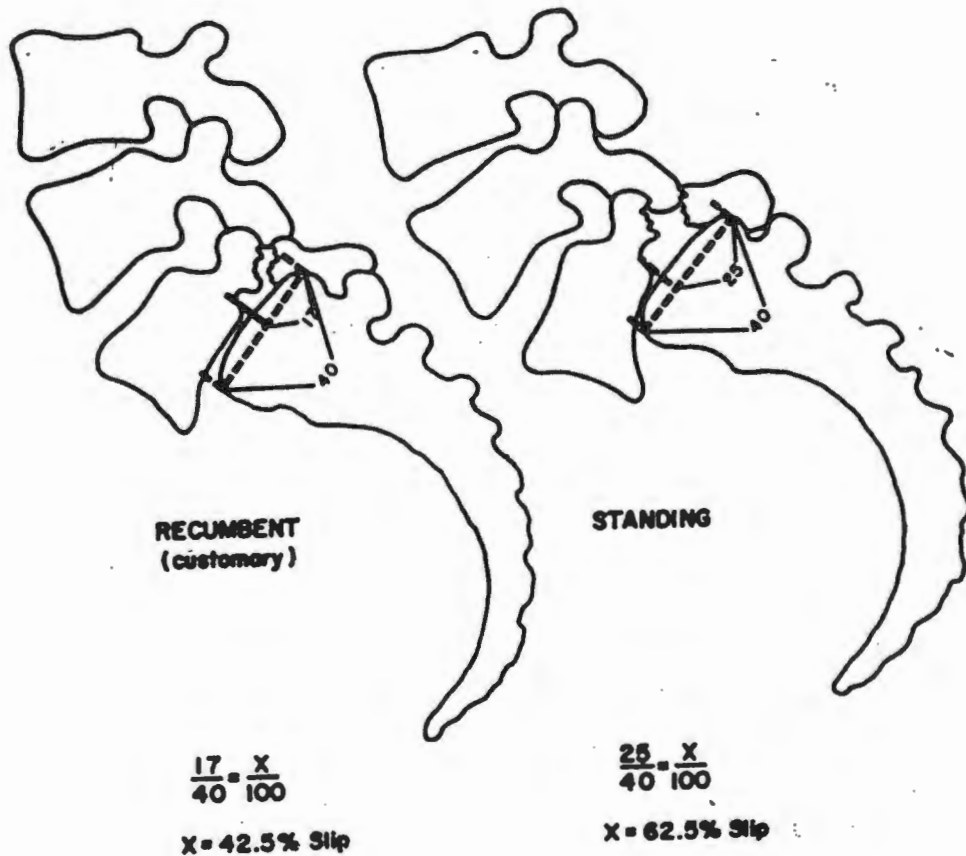 17
40
25
40
RECUMBENT
(customary)
STANDING
17/40 = X/100
X = 42.5% Slip
25/40 = X/100
X = 62.5% Slip